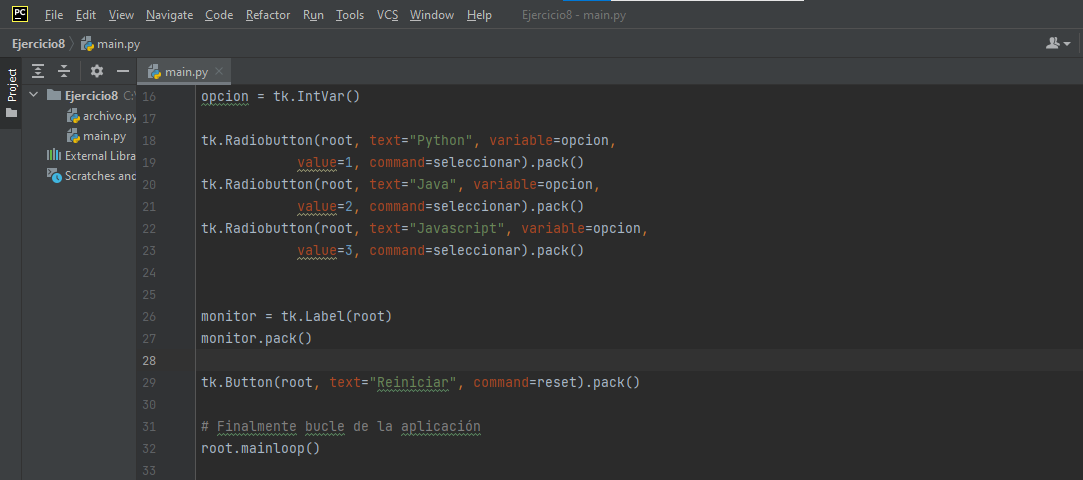 PC File Edit View Navigate Code Refactor Run Tools VCS Window Help Ejercicio8 - main.py
Ejercicio8 main.py
Project
main.py
Ejercicio8 C:\
archivo.py
main.py
External Libra
Scratches and
16 opcion = tk.IntVar()
17
18 tk.Radiobutton(root, text="Python", variable=opcion,
19 value=1, command=seleccionar).pack()
20 tk.Radiobutton(root, text="Java", variable=opcion,
21 value=2, command=seleccionar).pack()
22 tk.Radiobutton(root, text="Javascript", variable=opcion,
23 value=3, command=seleccionar).pack()
24
25
26 monitor = tk.Label(root)
27 monitor.pack()
28
29 tk.Button(root, text="Reiniciar", command=reset).pack()
30
31 # Finalmente bucle de la aplicación
32 root.mainloop()
33